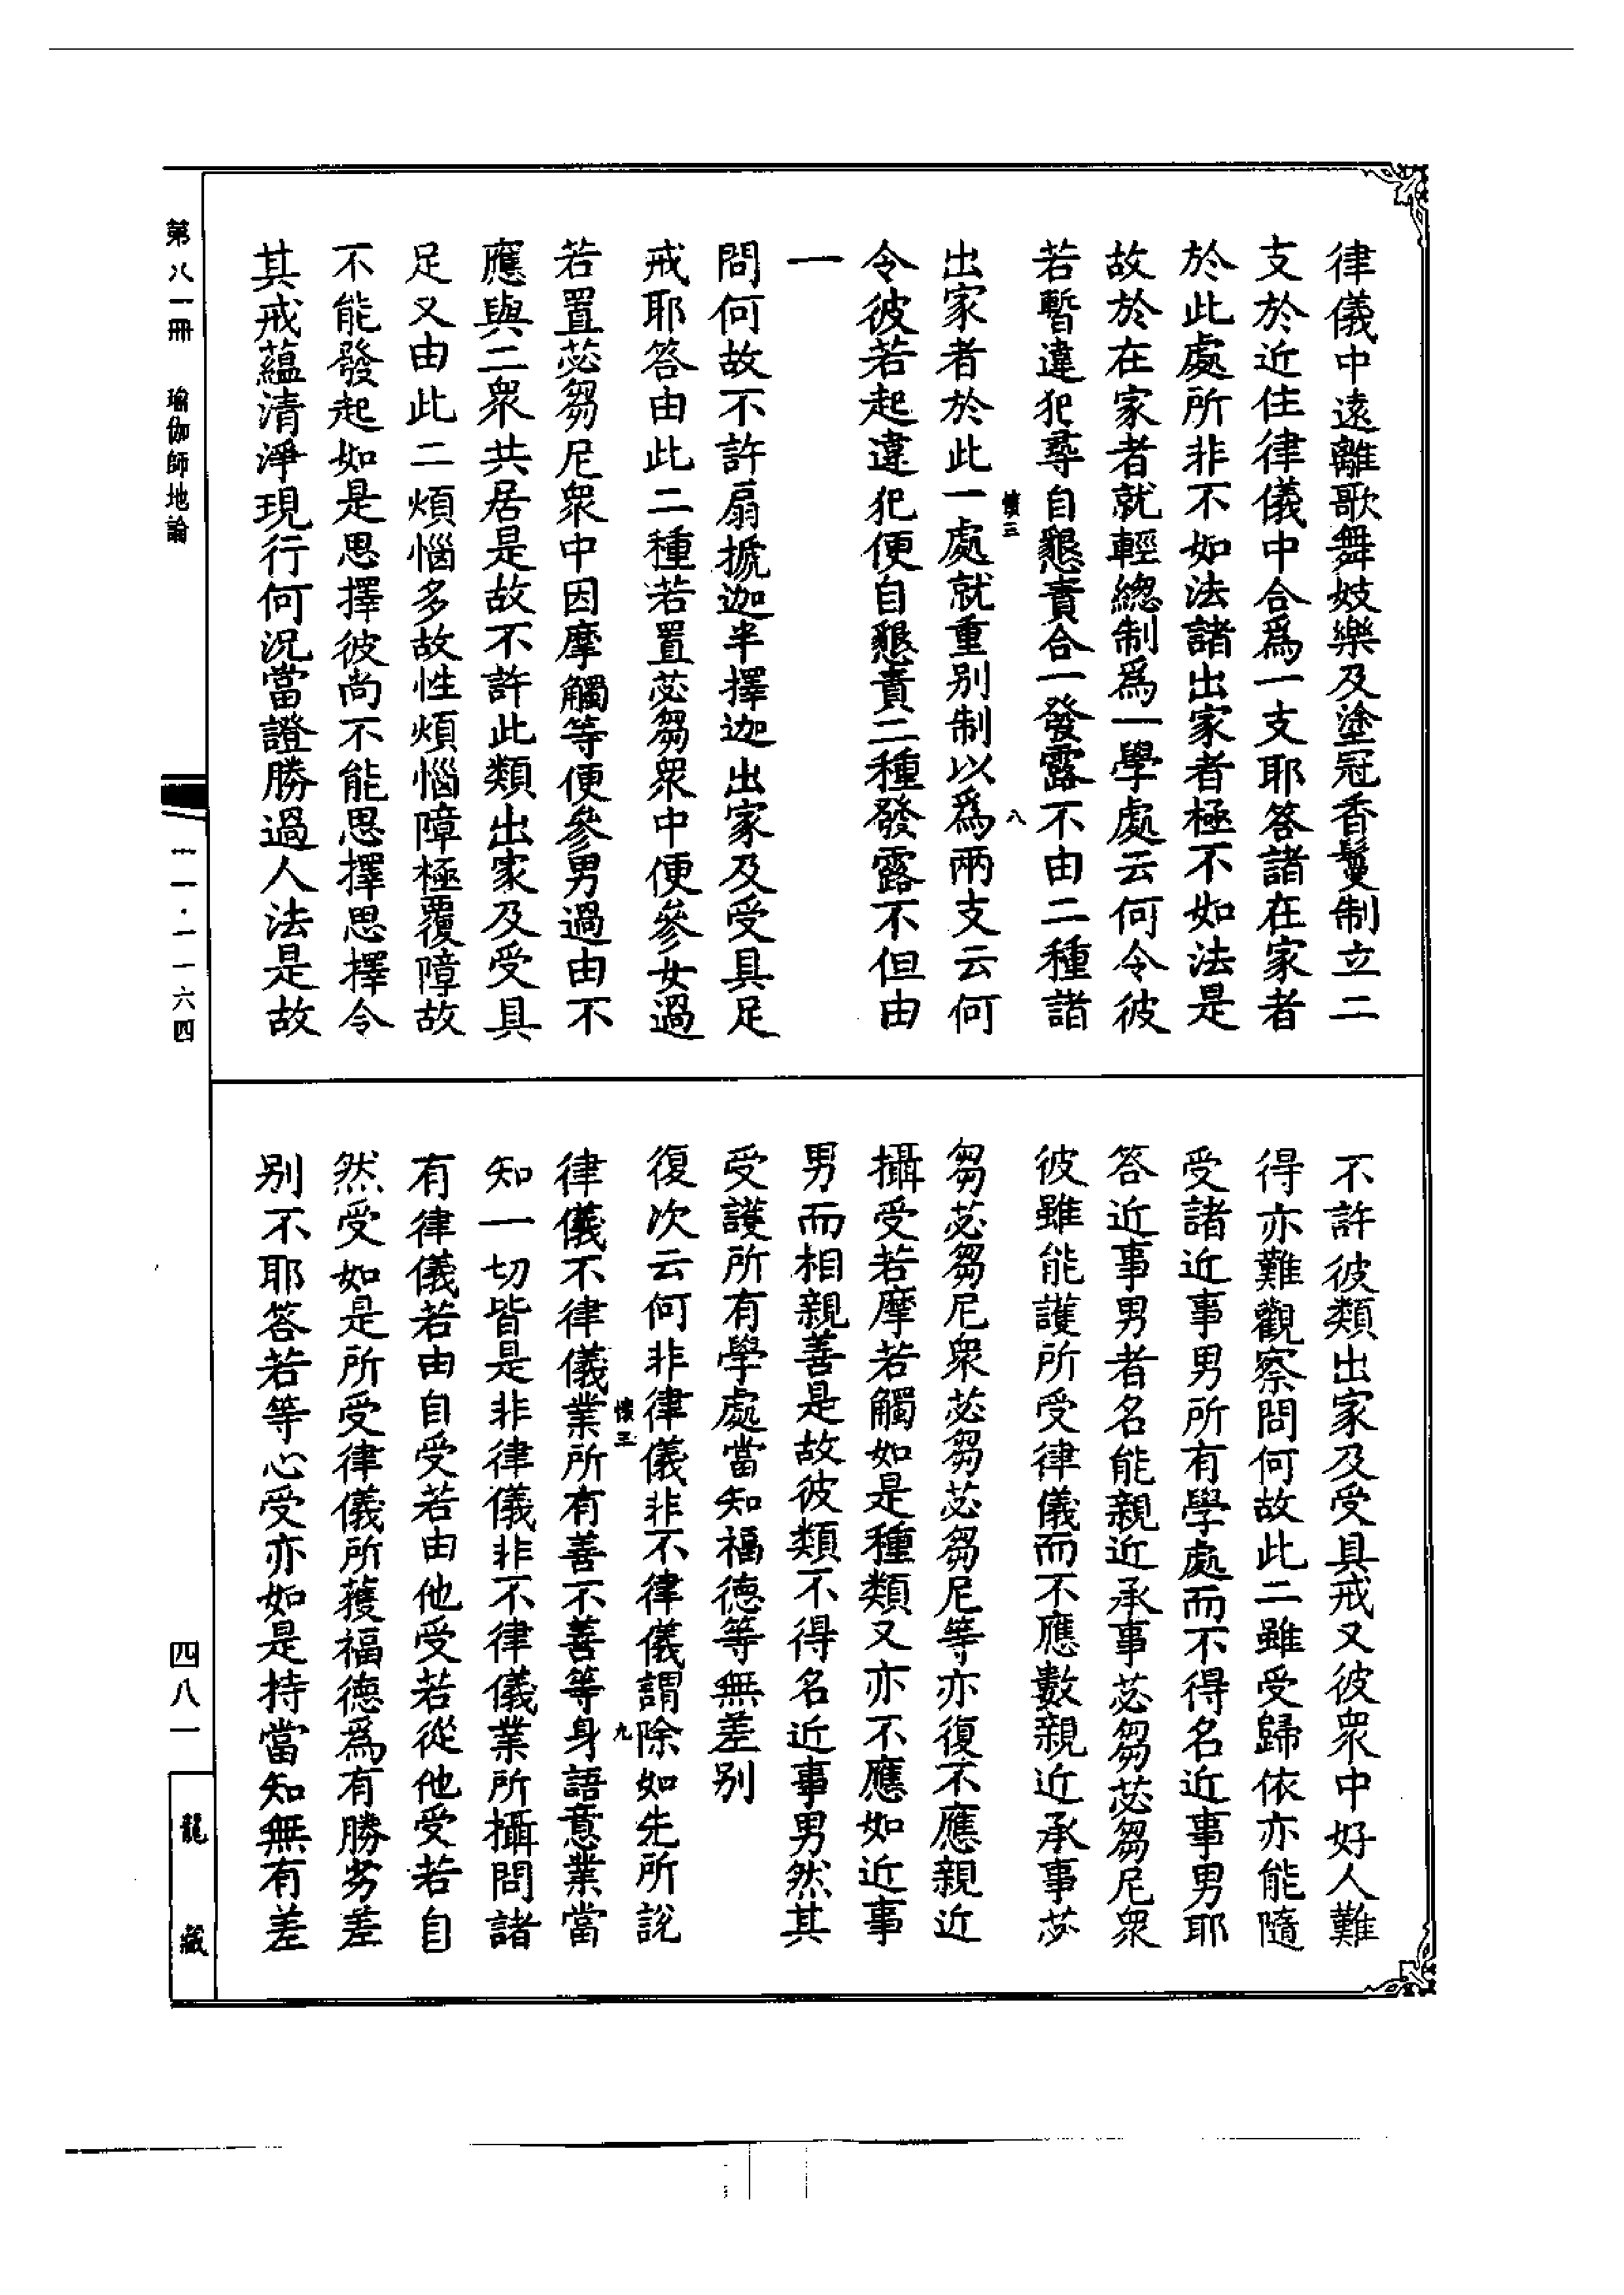 律儀中遠離歌舞妓樂及塗冠香鬘制立二
支於近住律儀中合爲一支耶答諸在家者
於此處所非不如法諸出家者極不如法是
故於在家者就輕總制爲一學處云何令彼
若暫違犯尋自懇責合一發露不由二種諸
懷三
八
出家者於此一處就重別制以爲兩支云何
令彼若起違犯便自懇責二種發露不但由
一
問何故不許扇搋迦半擇迦出家及受具足
戒耶答由此二種若置苾芻衆中便參女過
若置苾芻尼衆中因摩觸等便參男過由不
應與二衆共居是故不許此類出家及受具
足又由此二煩惱多故性煩惱障極覆障故
不能發起如是思擇彼尚不能思擇思擇令
其戒蘊清淨現行何況當證勝過人法是故
不許彼類出家及受具戒又彼衆中好人難
得亦難觀察問何故此二雖受歸依亦能隨
受諸近事男所有學處而不得名近事男耶
答近事男者名能親近承事苾芻苾芻尼衆
彼雖能護所受律儀而不應數親近承事苾
芻苾芻尼衆苾芻苾芻尼等亦復不應親近
攝受若摩若觸如是種類又亦不應如近事
男而相親善是故彼類不得名近事男然其
受護所有學處當知福德等無差別
復次云何非律儀非不律儀謂除如先所說
懷三
九
律儀不律儀業所有善不善等身語意業當
知一切皆是非律儀非不律儀業所攝問諸
有律儀若由自受若由他受若從他受若自
然受如是所受律儀所獲福德爲有勝劣差
別不耶答若等心受亦如是持當知無有差
第八一冊
瑜伽師地論
一一六四
四八一
龍藏